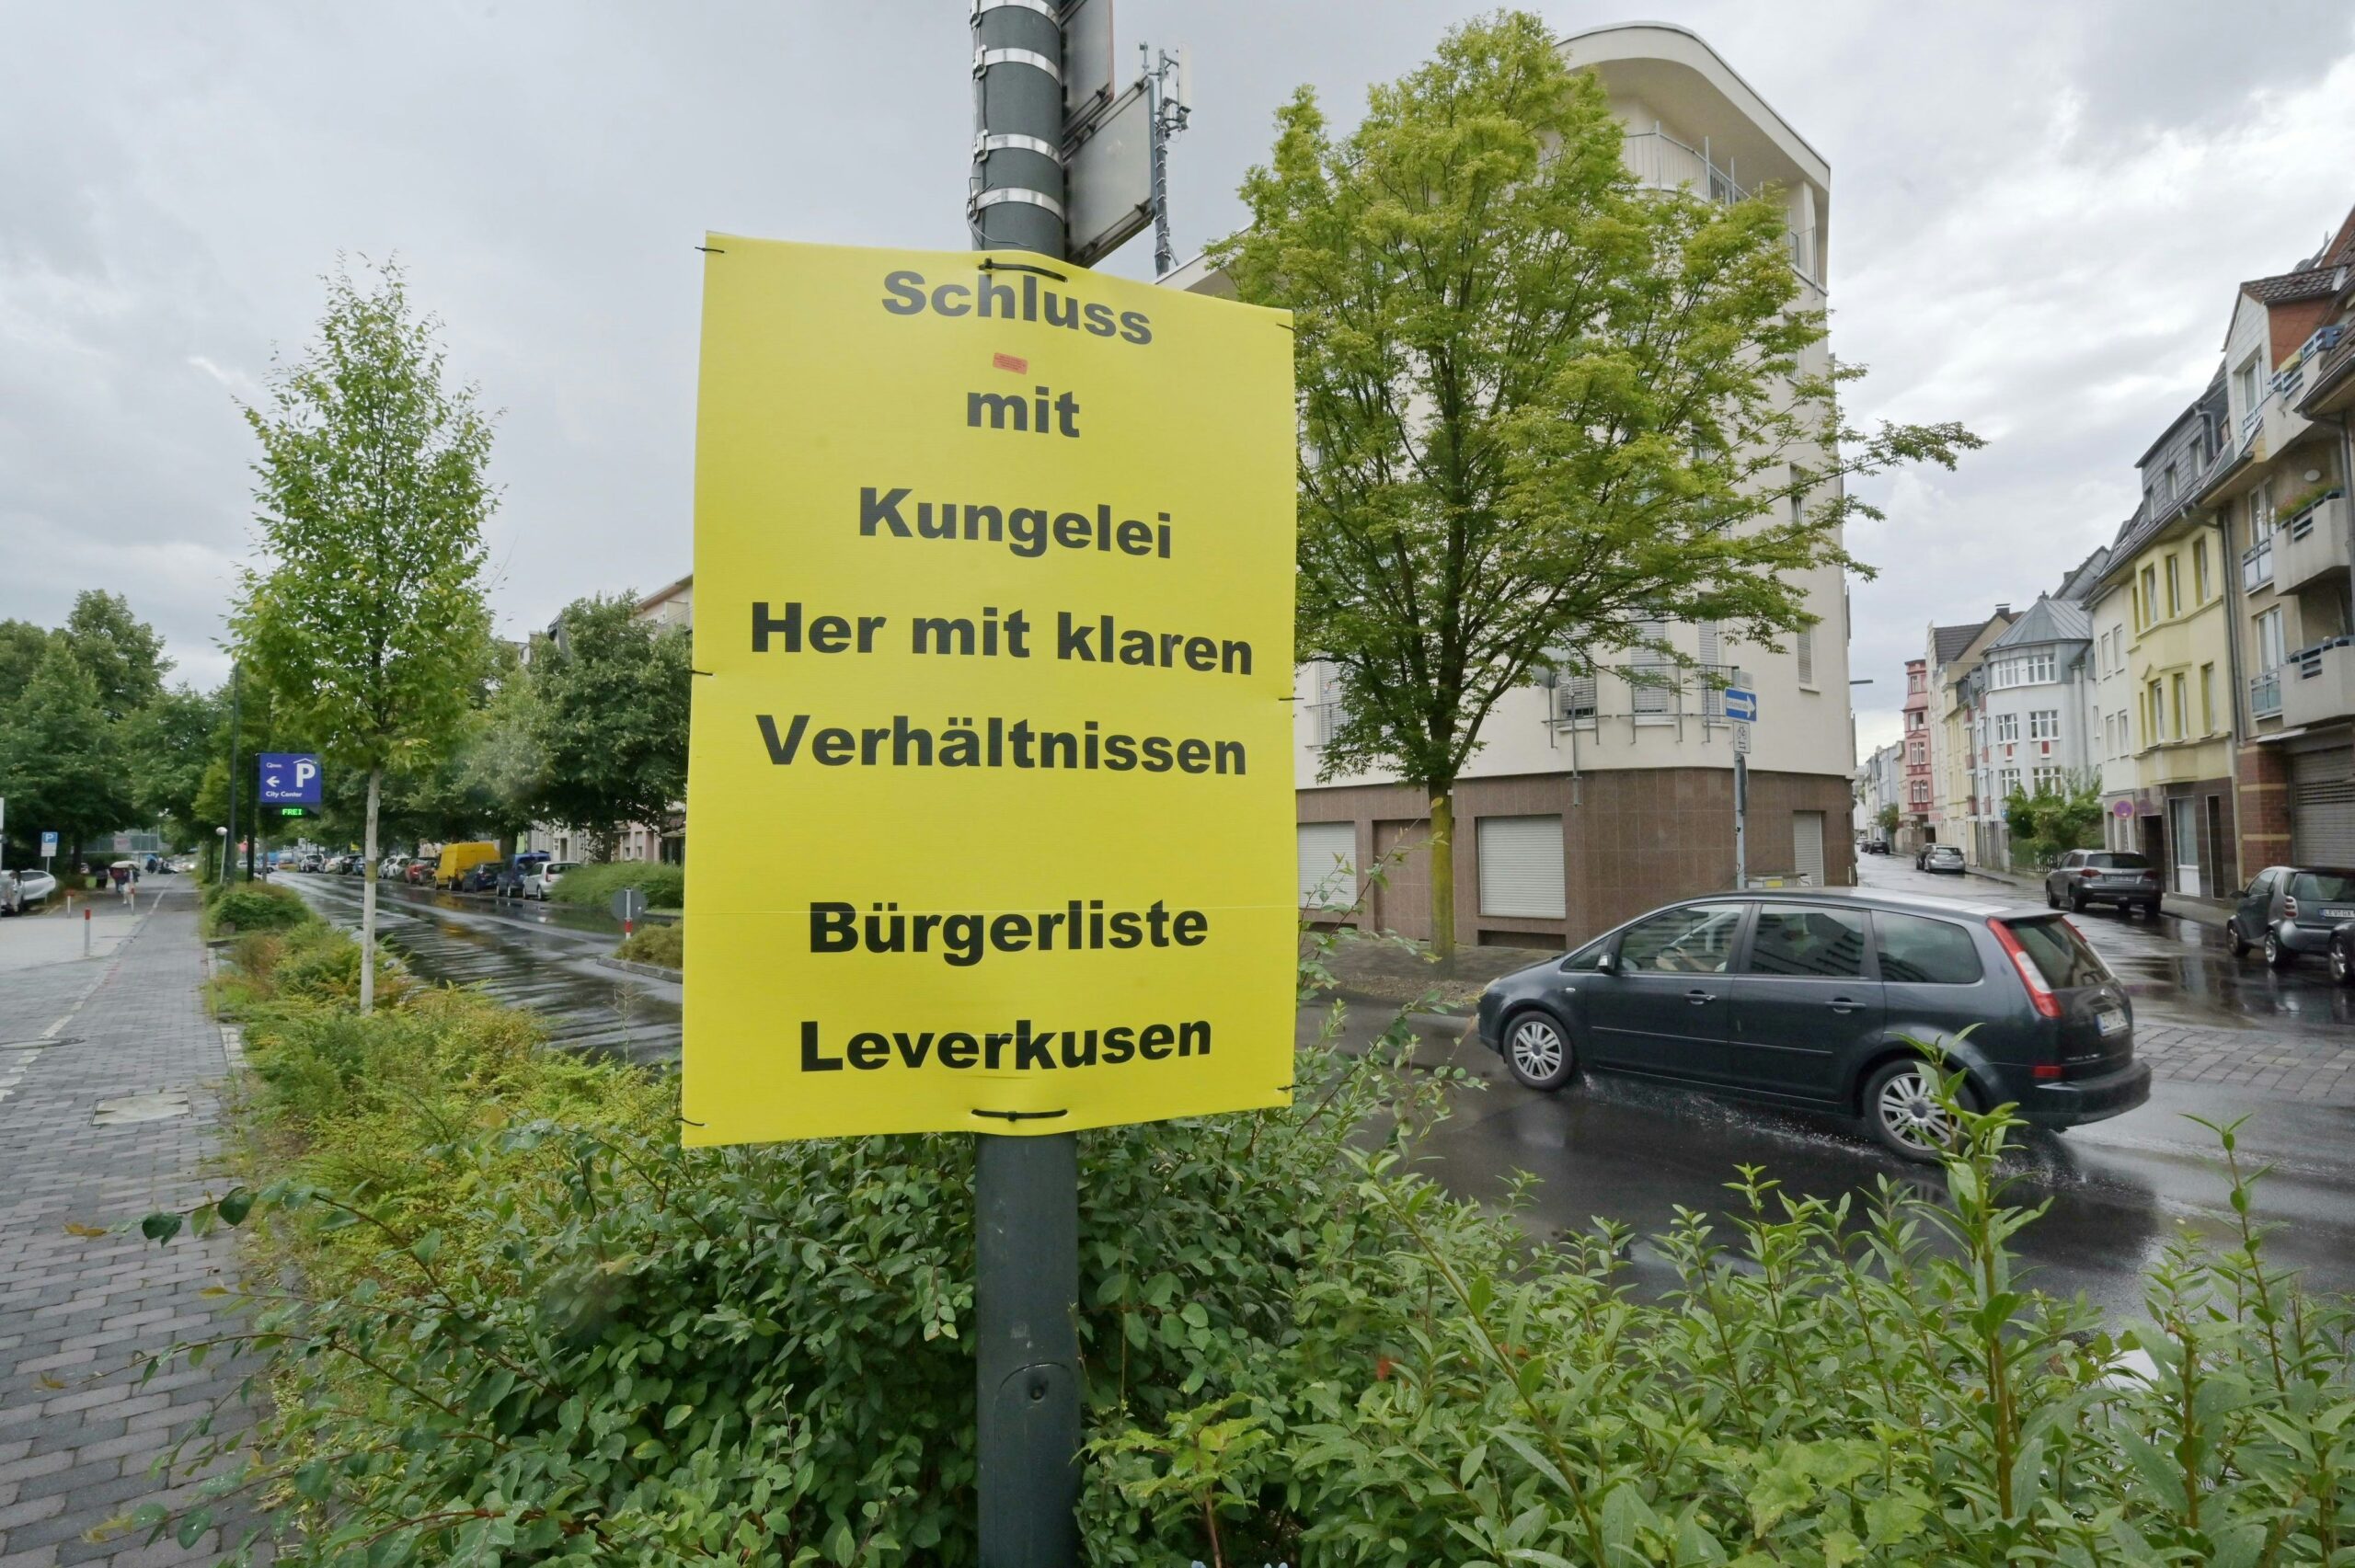 Schluss
mit
Kungelei
Her mit klaren
Verhältnissen
Bürgerliste
Leverkusen
P
City Center
FREI
P